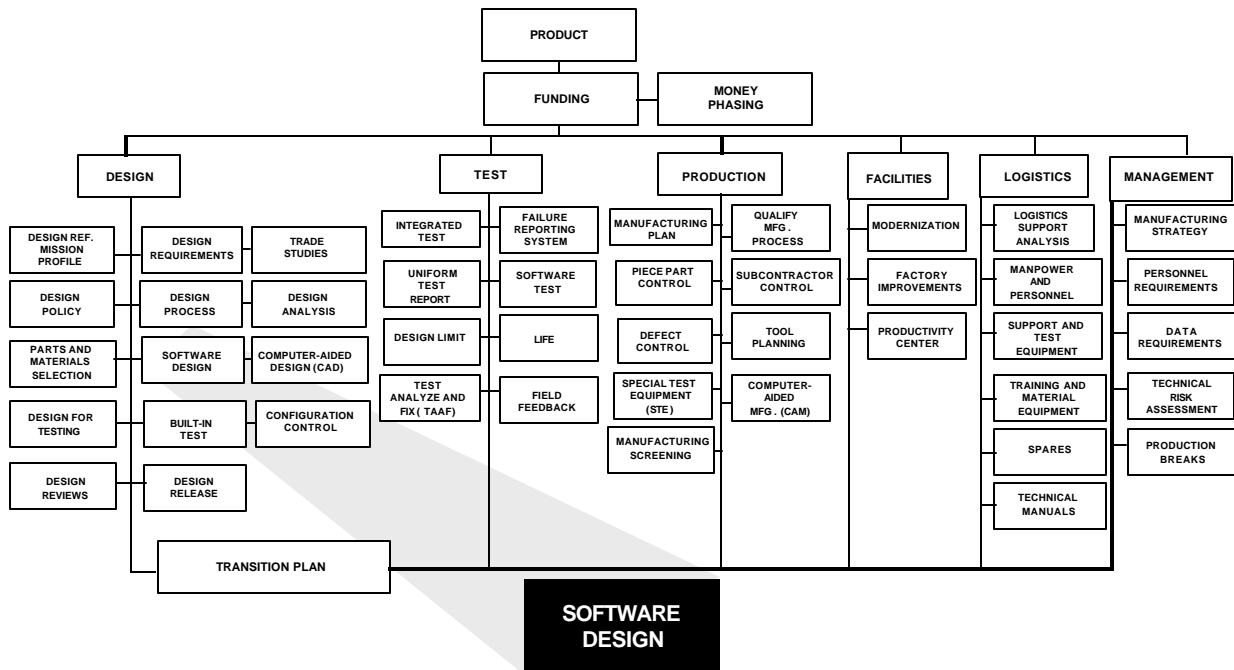 PRODUCT
FUNDING
MONEY
PHASING
DESIGN
TEST
PRODUCTION
FACILITIES
LOGISTICS
MANAGEMENT
DESIGN REF.
MISSION
PROFILE
DESIGN
REQUIREMENTS
TRADE
STUDIES
DESIGN
POLICY
DESIGN
PROCESS
DESIGN
ANALYSIS
PARTS AND
MATERIALS
SELECTION
SOFTWARE
DESIGN
COMPUTER-AIDED
DESIGN (CAD)
DESIGN FOR
TESTING
BUILT-IN
TEST
CONFIGURATION
CONTROL
DESIGN
REVIEWS
DESIGN
RELEASE
INTEGRATED
TEST
FAILURE
REPORTING
SYSTEM
UNIFORM
TEST
REPORT
SOFTWARE
TEST
DESIGN LIMIT
LIFE
TEST
ANALYZE AND
FIX ( TAAF)
FIELD
FEEDBACK
MANUFACTURING
PLAN
QUALIFY
MFG .
PROCESS
PIECE PART
CONTROL
SUBCONTRACTOR
CONTROL
DEFECT
CONTROL
TOOL
PLANNING
SPECIAL TEST
EQUIPMENT
(STE)
COMPUTER-
AIDED
MFG. (CAM)
MANUFACTURING
SCREENING
MODERNIZATION
FACTORY
IMPROVEMENTS
PRODUCTIVITY
CENTER
LOGISTICS
SUPPORT
ANALYSIS
MANPOWER
AND
PERSONNEL
SUPPORT AND
TEST
EQUIPMENT
TRAINING AND
MATERIAL
EQUIPMENT
SPARES
TECHNICAL
MANUALS
MANUFACTURING
STRATEGY
PERSONNEL
REQUIREMENTS
DATA
REQUIREMENTS
TECHNICAL
RISK
ASSESSMENT
PRODUCTION
BREAKS
TRANSITION PLAN
SOFTWARE
DESIGN